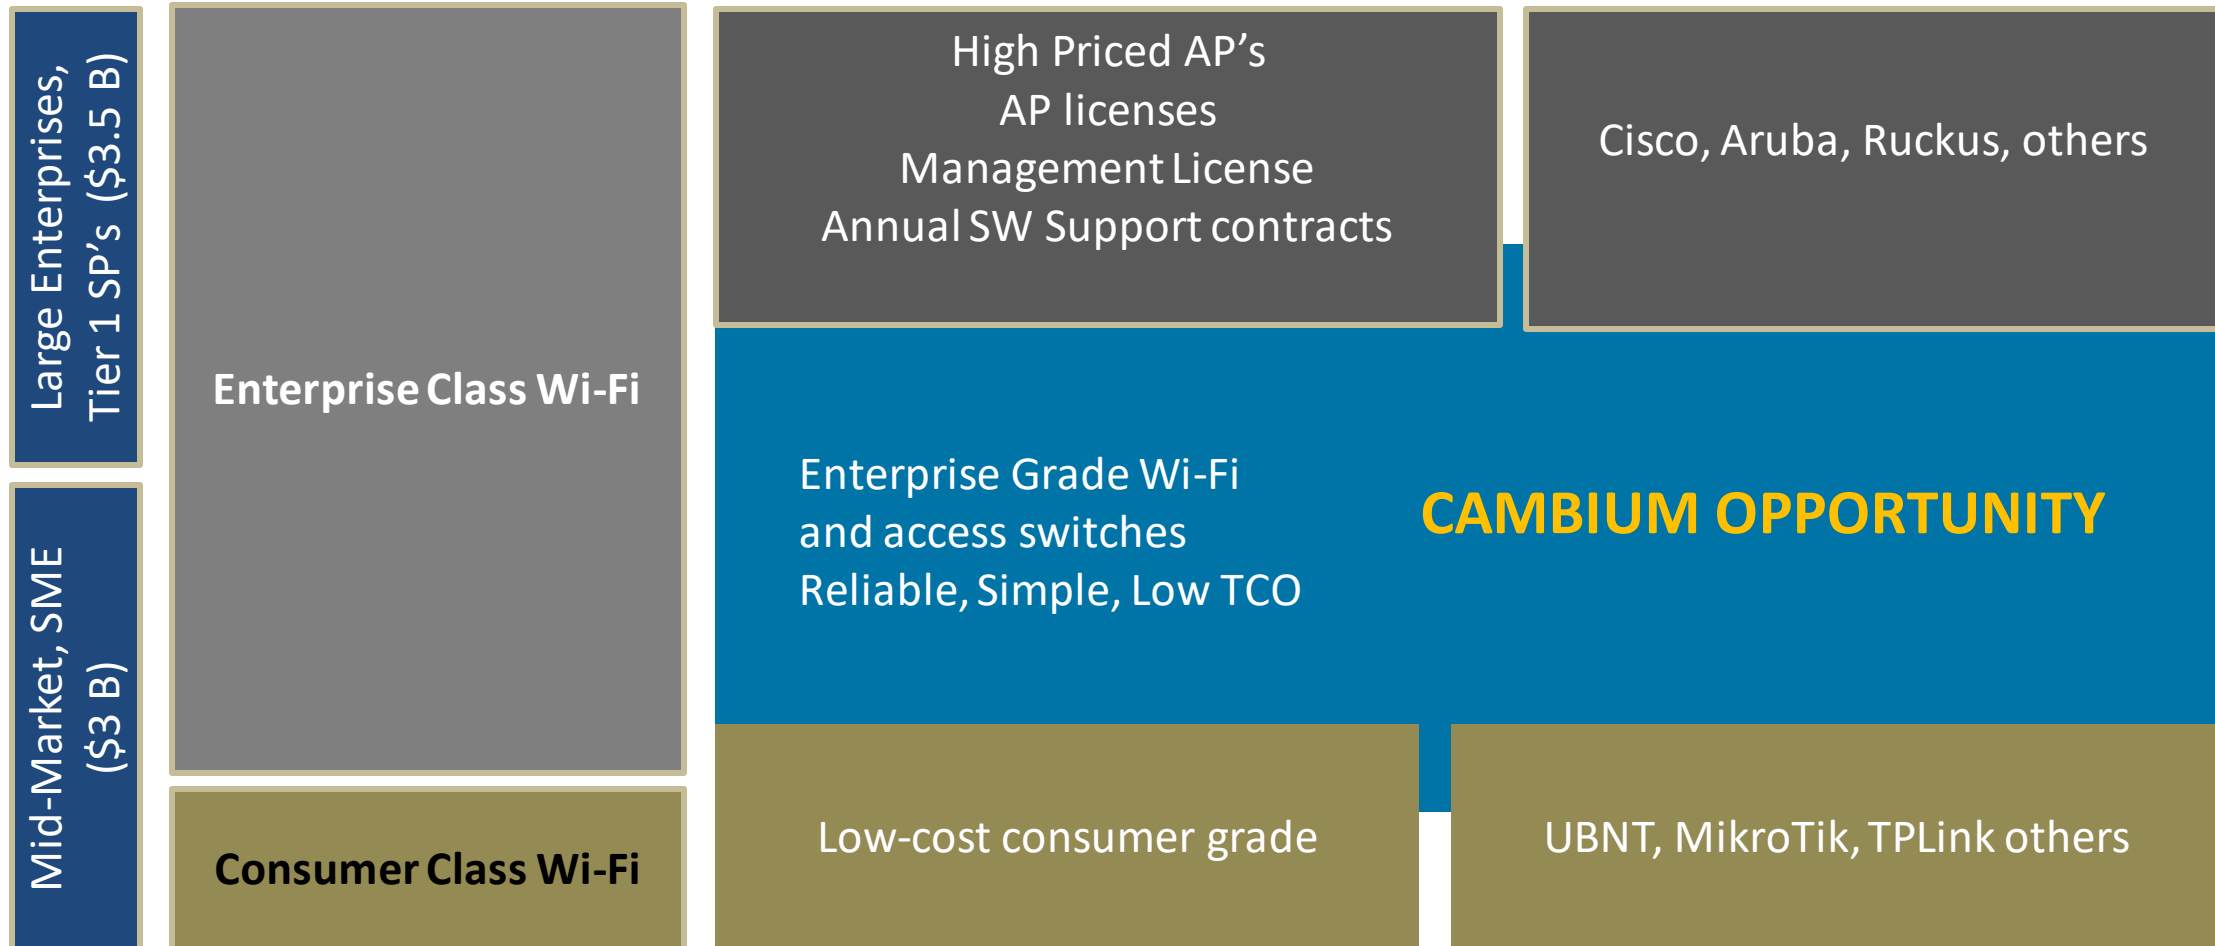 Large Enterprises,
Tier 1 SP’s ($3.5 B)
Mid-Market, SME
($3 B)
Enterprise Class Wi-Fi
Consumer Class Wi-Fi
High Priced AP’s
AP licenses
Management License
Annual SW Support contracts
Cisco, Aruba, Ruckus, others
Enterprise Grade Wi-Fi
and access switches
Reliable, Simple, Low TCO
CAMBIUM OPPORTUNITY
Low-cost consumer grade
UBNT, MikroTik, TPLink others